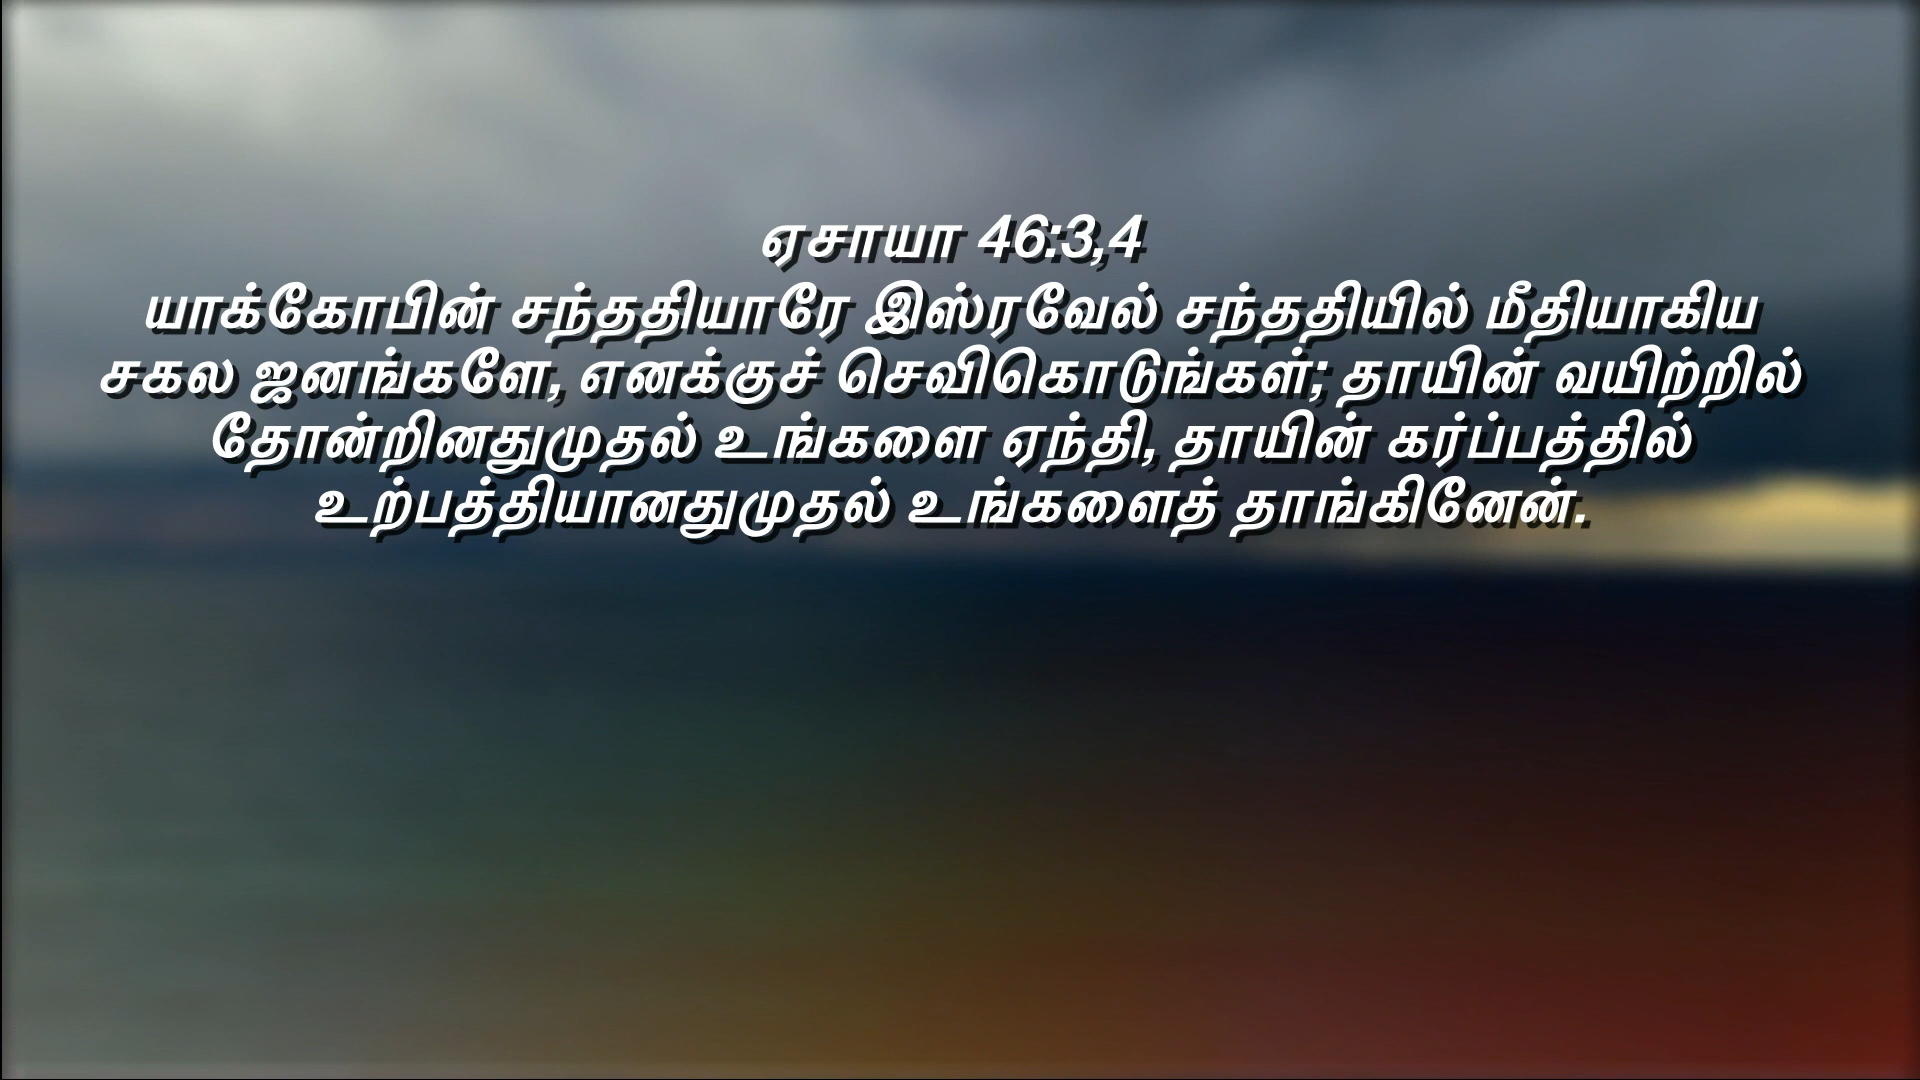 ஏசாயா 46:3,4
யாக்கோபின் சந்ததியாரே இஸ்ரவேல் சந்ததியில் மீதியாகிய
சகல ஜனங்களே, எனக்குச் செவிகொடுங்கள்; தாயின் வயிற்றில்
தோன்றினதுமுதல் உங்களை ஏந்தி, தாயின் கர்ப்பத்தில்
உற்பத்தியானதுமுதல் உங்களைத் தாங்கினேன்.